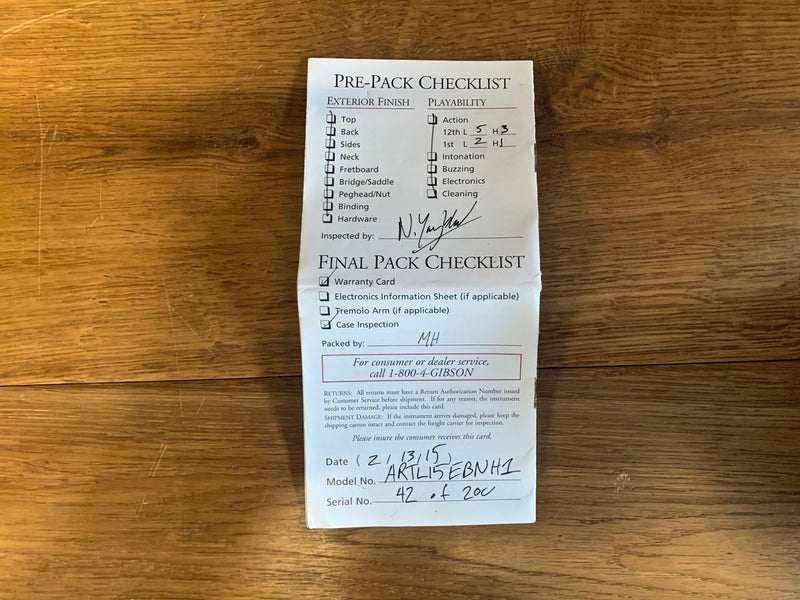 PRE-PACK CHECKLIST
EXTERIOR FINISH
Top
Back
Sides
Neck
Fretboard
Bridge/Saddle
Peghead/Nut
Binding
Hardware
PLAYABILITY
Action
12th L 5 H 3
1st L 2 H 1
Intonation
Buzzing
Electronics
Cleaning
Inspected by: N.
FINAL PACK CHECKLIST
Warranty Card
Electronics Information Sheet (if applicable)
Tremolo Arm (if applicable)
Case Inspection
Packed by: MH
For consumer or dealer service,
call 1-800-4-GIBSON
RETURNS: All returns must have a Return Authorization Number issued
by Customer Service before shipment. If for any reason, the instrument
needs to be returned, please include this card.
SHIPMENT DAMAGE: If the instrument arrives damaged, please keep the
shipping carton intact and contact the freight carrier for inspection.
Please insure the consumer receives this card.
Date ( 2 / 13 / 15 )
Model No. ARTL15EBNH1
Serial No. 42 of 200